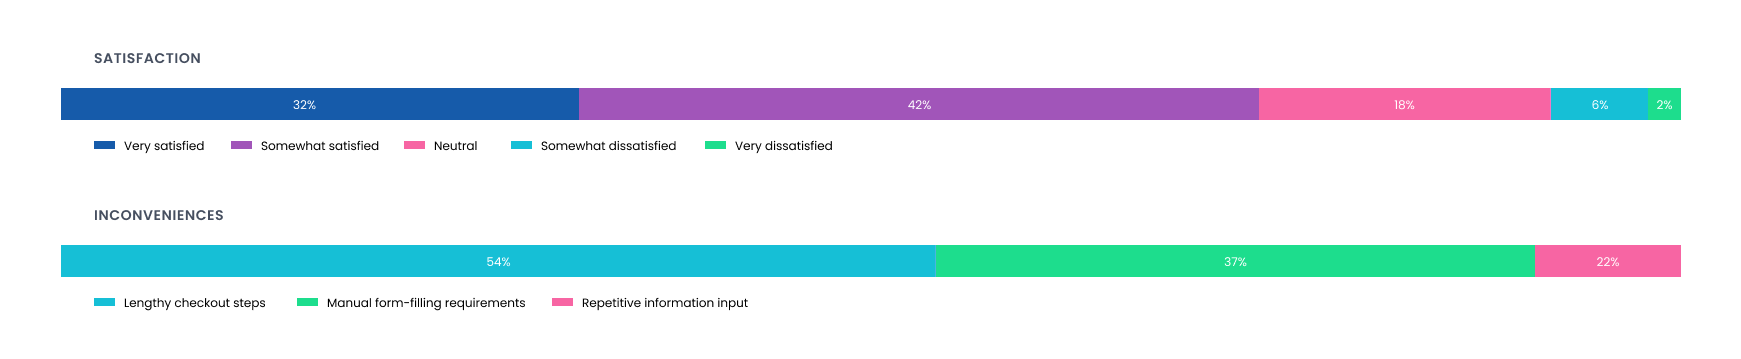 SATISFACTION
32% 42% 18% 6% 2%
Very satisfied Somewhat satisfied Neutral Somewhat dissatisfied Very dissatisfied
INCONVENIENCES
54% 37% 22%
Lengthy checkout steps Manual form-filling requirements Repetitive information input